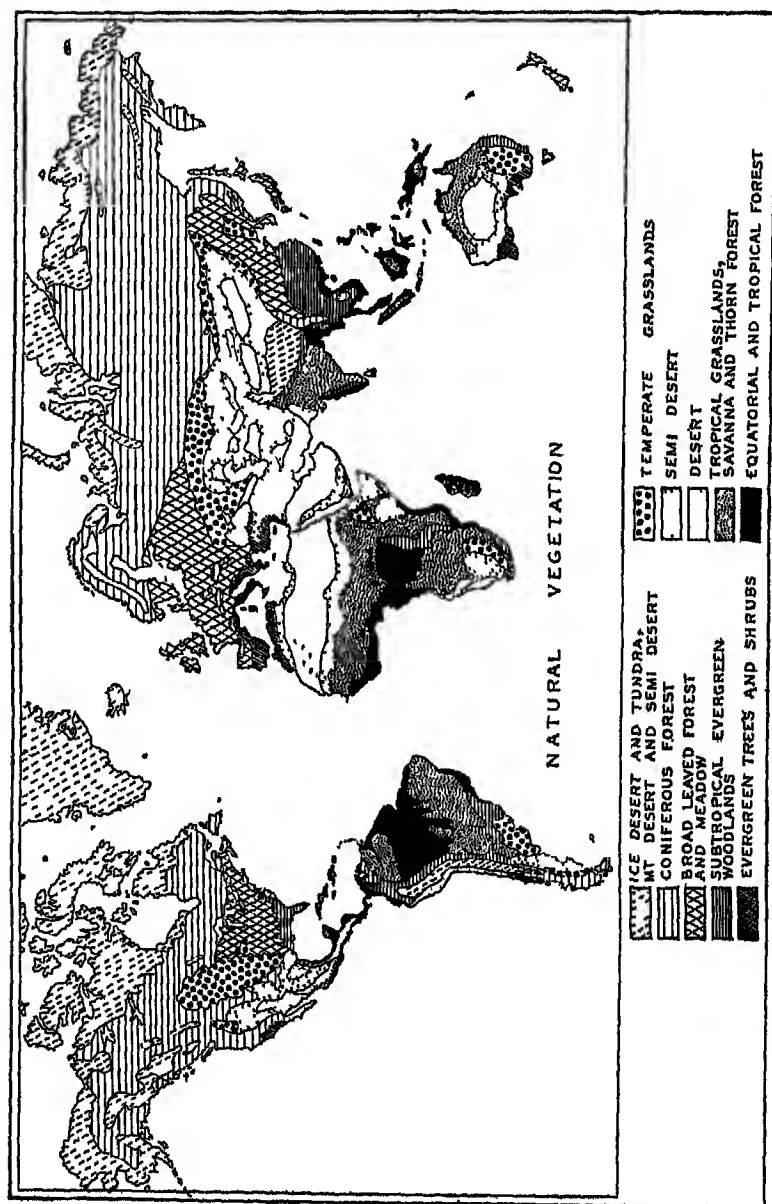 NATURAL VEGETATION
ICE DESERT AND TUNDRA,
MT DESERT AND SEMI DESERT
CONIFEROUS FOREST
BROAD LEAVED FOREST
AND MEADOW
SUBTROPICAL EVERGREEN
WOODLANDS
EVERGREEN TREES AND SHRUBS
TEMPERATE GRASSLANDS
SEMI DESERT
DESERT
TROPICAL GRASSLANDS,
SAVANNA AND THORN FOREST
EQUATORIAL AND TROPICAL FOREST